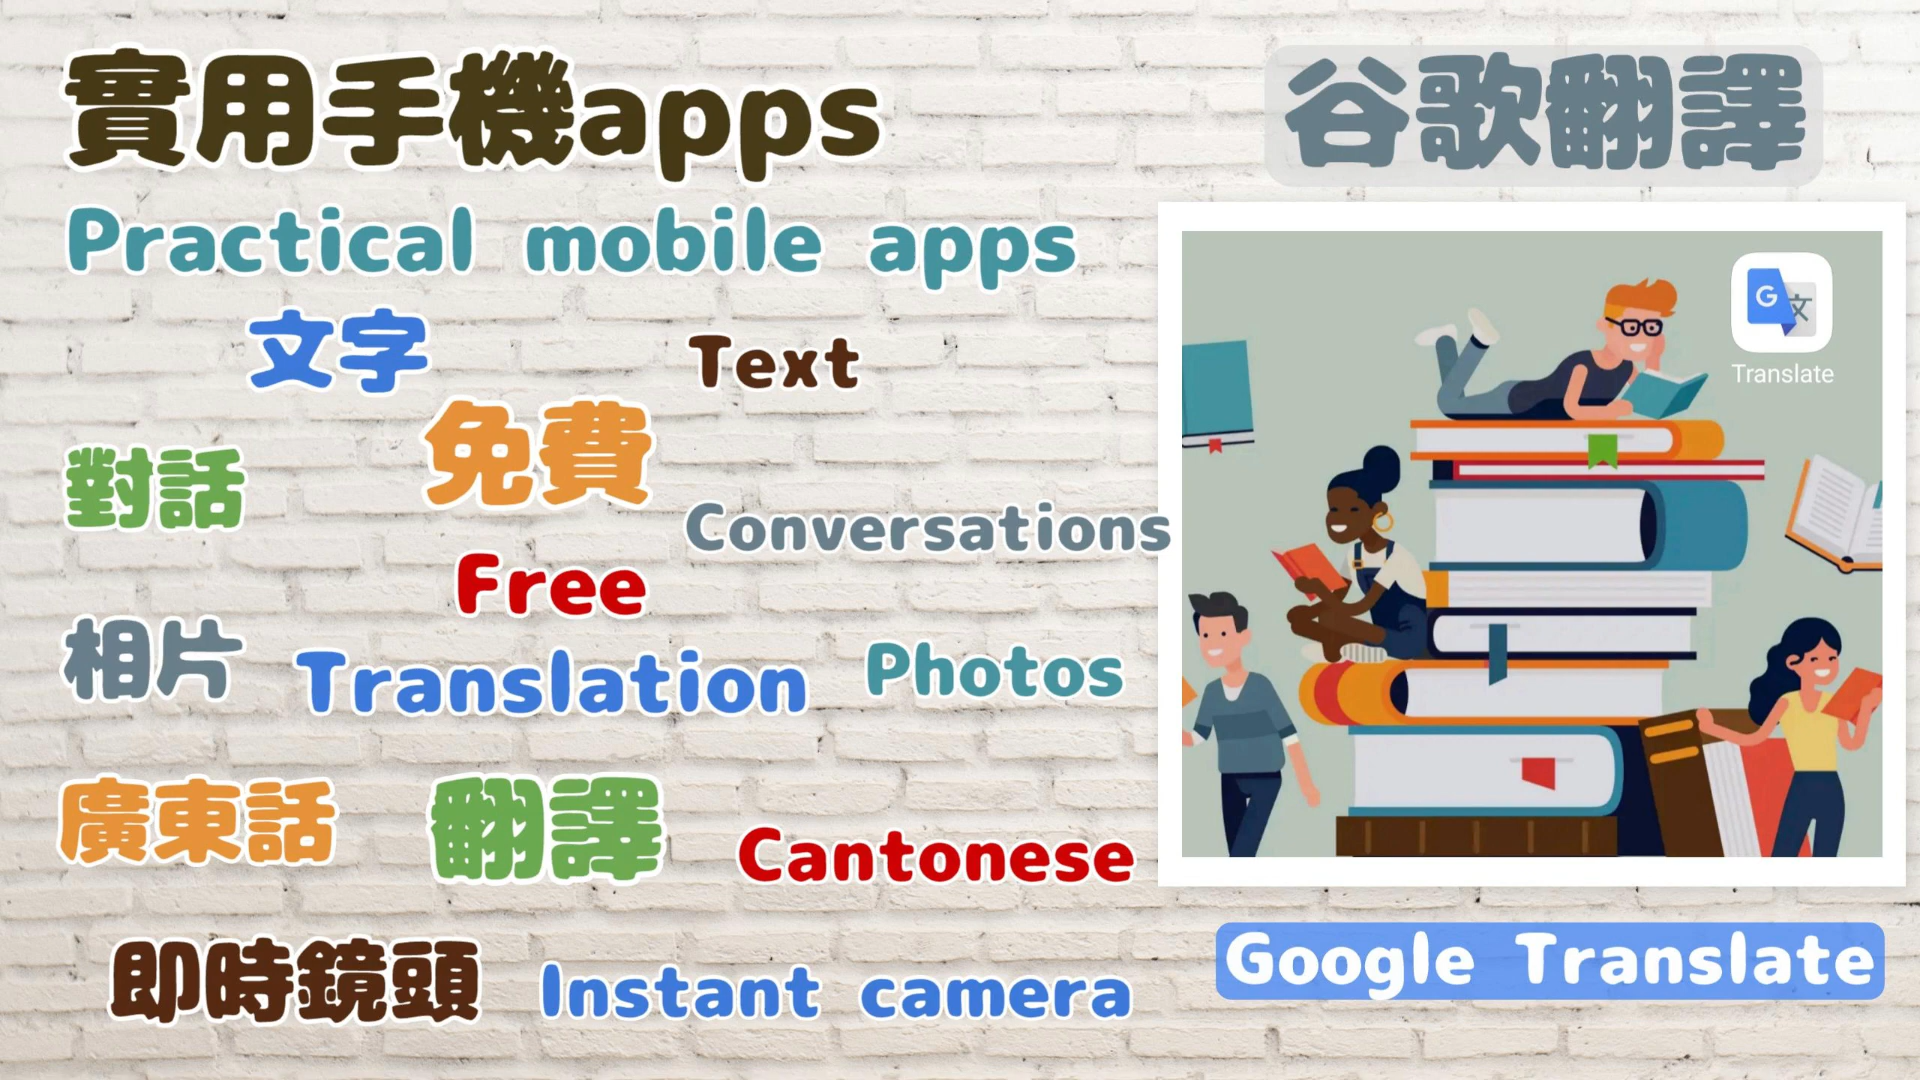 實用手機apps
谷歌翻譯
Practical mobile apps
文字
Text
G文
Translate
免費
對話
Conversations
Free
相片
Translation
Photos
廣東話
翻譯
Cantonese
即時鏡頭
Instant camera
Google Translate